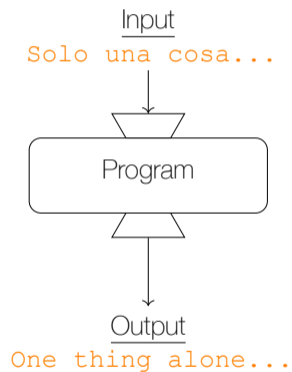 Input
Solo una cosa...
Program
Output
One thing alone...